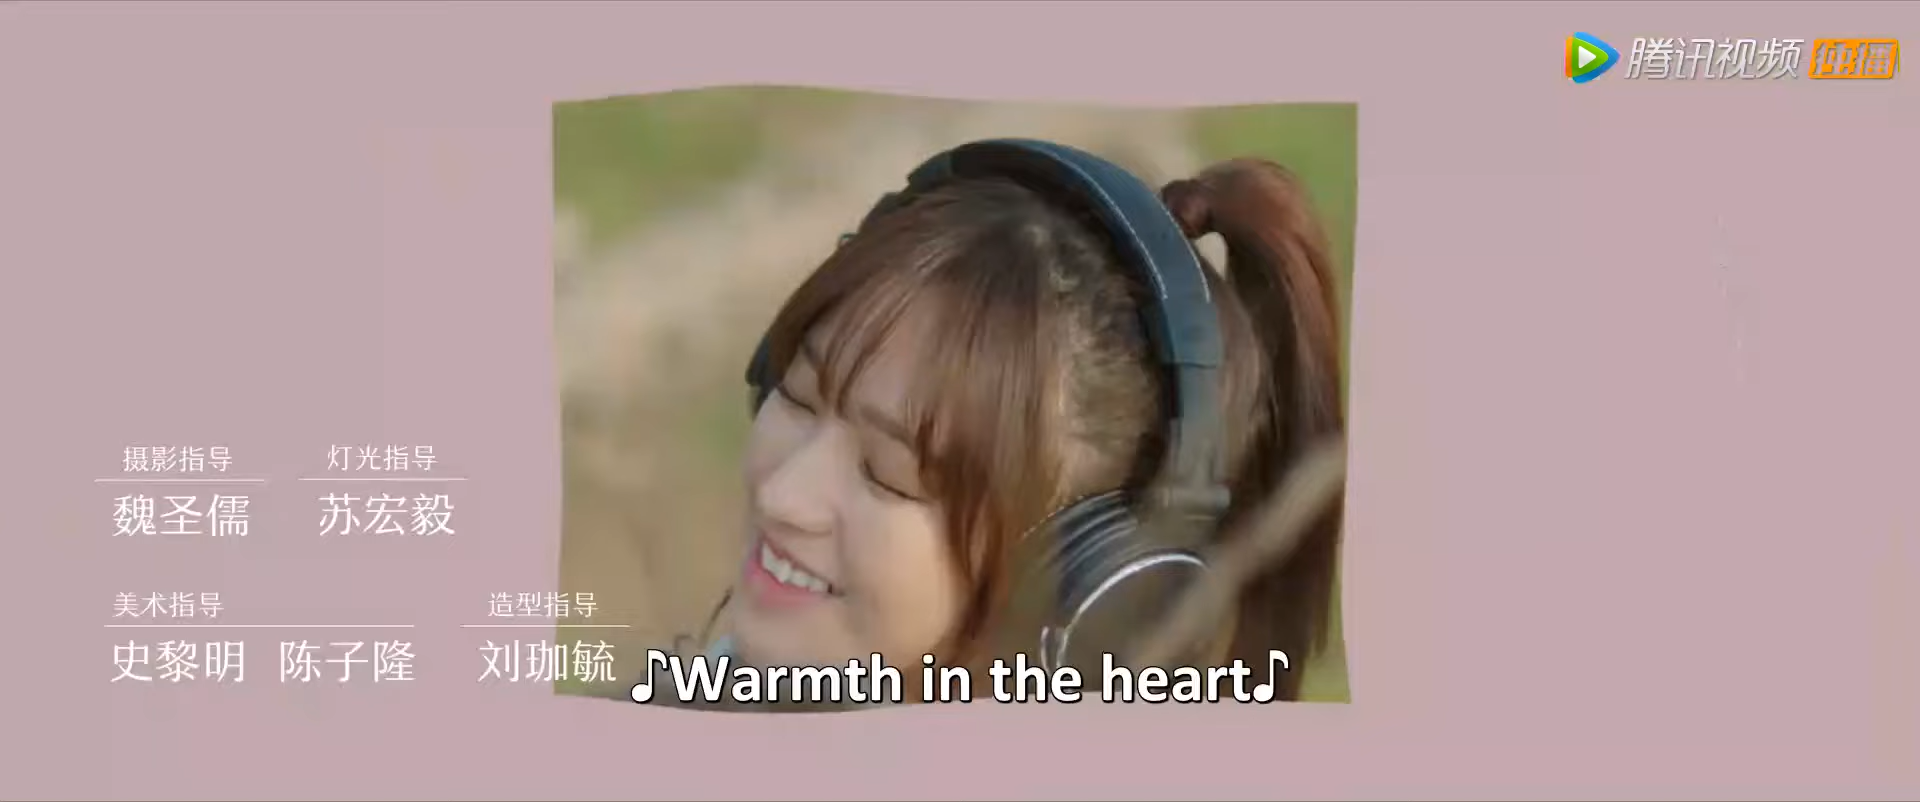 腾讯视频 独播
摄影指导 灯光指导
魏圣儒 苏宏毅
美术指导 造型指导
史黎明 陈子隆 刘珈毓
♪Warmth in the heart♪